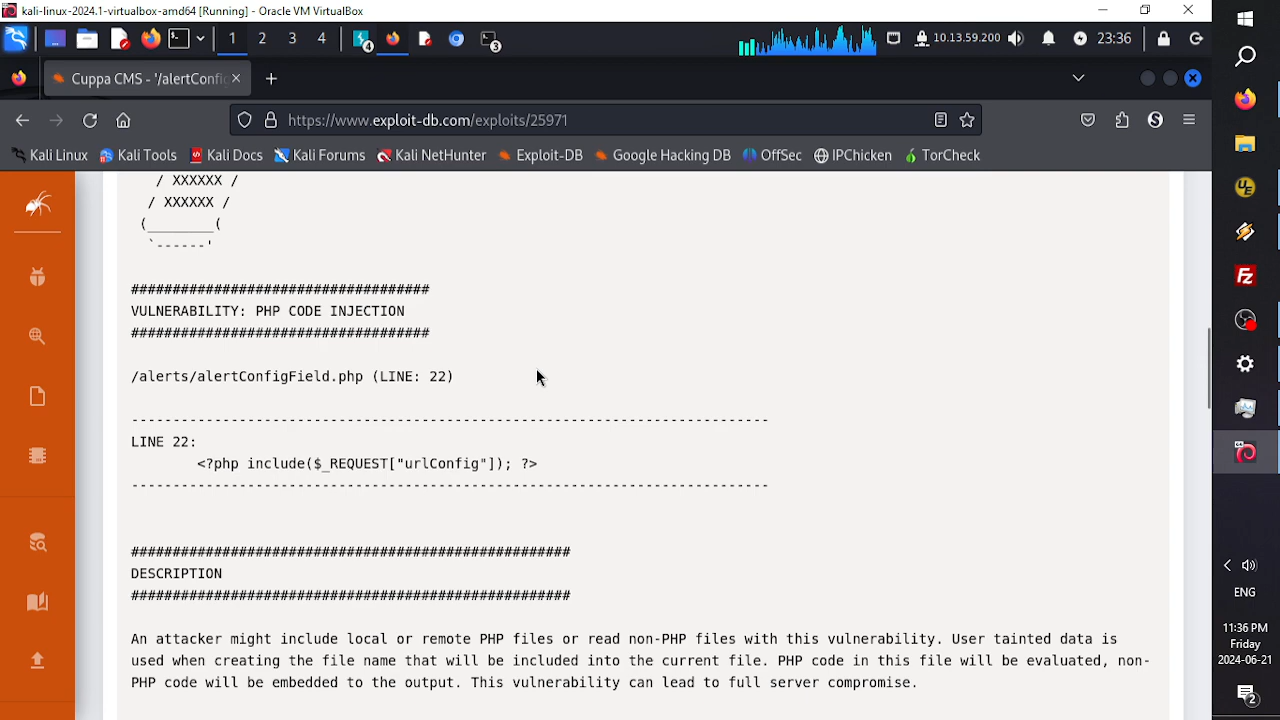 kali-linux-2024.1-virtualbox-amd64 [Running] - Oracle VM VirtualBox
1 2 3 4 4 3 10.13.59.200 23:36
Cuppa CMS - '/alertConfi
https://www.exploit-db.com/exploits/25971
Kali Linux Kali Tools Kali Docs Kali Forums Kali NetHunter Exploit-DB Google Hacking DB OffSec IPChicken TorCheck
/ XXXXXX /
/ XXXXXX /
(________(
`------'
####################################
VULNERABILITY: PHP CODE INJECTION
####################################
/alerts/alertConfigField.php (LINE: 22)
-----------------------------------------------------------------------------
LINE 22:
<?php include($_REQUEST["urlConfig"]); ?>
-----------------------------------------------------------------------------
#####################################################
DESCRIPTION
#####################################################
An attacker might include local or remote PHP files or read non-PHP files with this vulnerability. User tainted data is
used when creating the file name that will be included into the current file. PHP code in this file will be evaluated, non-
PHP code will be embedded to the output. This vulnerability can lead to full server compromise.
UE
Fz
ENG
11:36 PM
Friday
2024-06-21
2